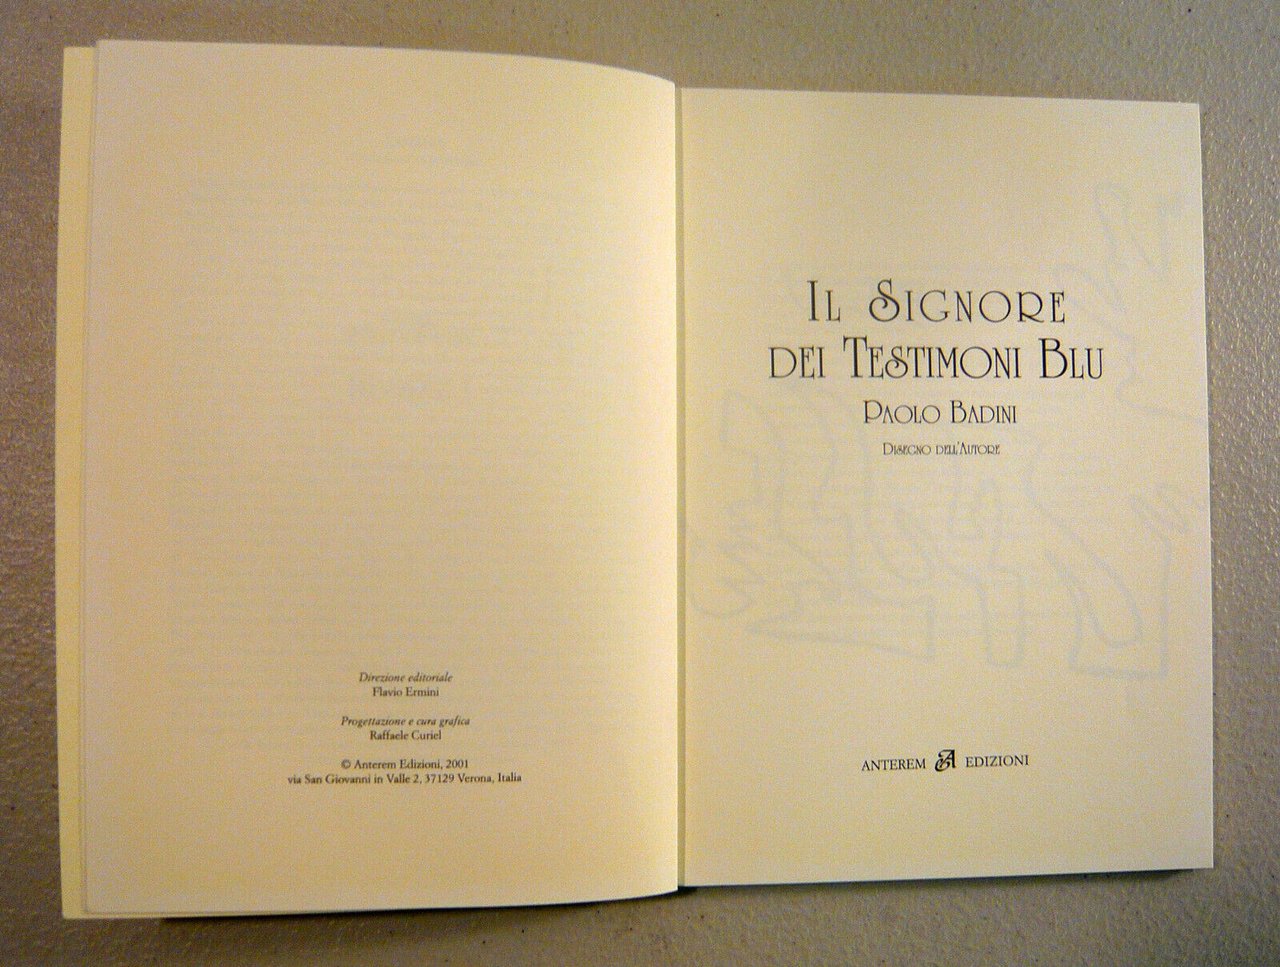 Direzione editoriale
Flavio Ermini
Progettazione e cura grafica
Raffaele Curiel
© Anterem Edizioni, 2001
via San Giovanni in Valle 2, 37129 Verona, Italia
IL SIGNORE
DEI TESTIMONI BLU
PAOLO BADINI
DISEGNO DELL'AUTORE
ANTEREM EDIZIONI